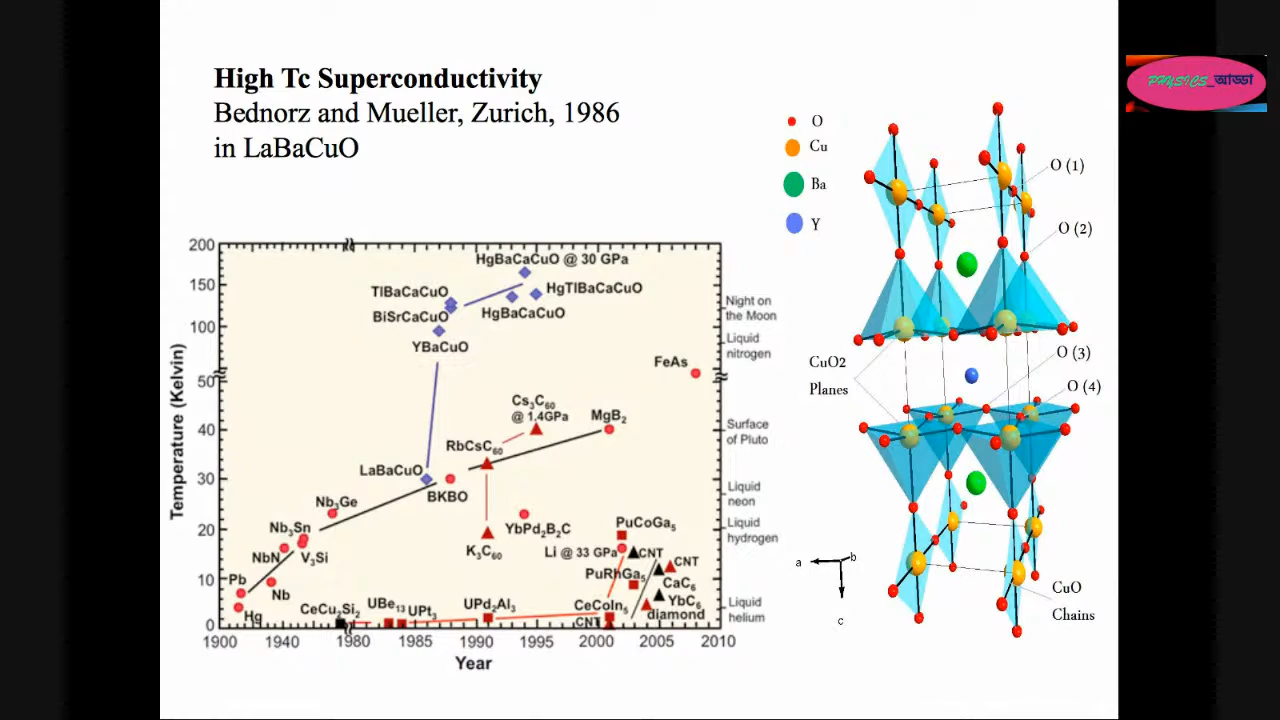 High Tc Superconductivity
Bednorz and Mueller, Zurich, 1986
in LaBaCuO
PHYSICS_আড্ডা
O
Cu
Ba
Y
O (1)
O (2)
CuO2
Planes
O (3)
O (4)
a
b
c
CuO
Chains
Temperature (Kelvin)
200
150
100
50
40
30
20
10
0
HgBaCaCuO @ 30 GPa
TlBaCaCuO
HgTlBaCuO
BiSrCaCuO
HgBaCaCuO
YBaCuO
FeAs
Cs3C60
@ 1.4GPa
MgB2
RbCsC60
LaBaCuO
BKBO
Nb3Ge
YbPd2B2C
PuCoGa5
Nb3Sn
K3C60
Li @ 33 GPa
CNT
NbN
V3Si
CNT
PuRhGa5
Pb
Nb
CaC6
YbC6
Hg
CeCu2Si2
UBe13
UPt3
UPd2Al3
CeCoIn5
diamond
CNT
Night on
the Moon
Liquid
nitrogen
Surface
of Pluto
Liquid
neon
Liquid
hydrogen
Liquid
helium
1900
1920
1940
1980
1985
1990
1995
2000
2005
2010
Year